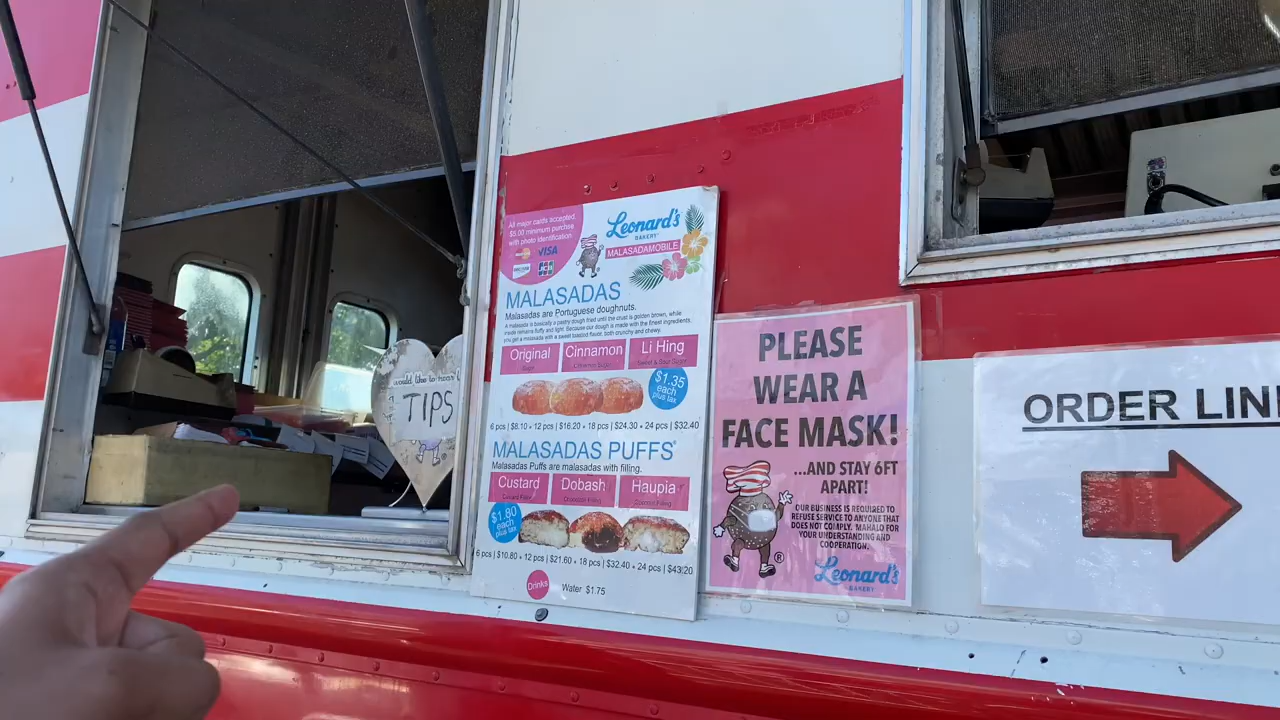 would like to hear
TIPS
All major cards accepted.
$5.00 minimum purchse
with photo identification.
VISA
Leonard's
BAKERY
MALASADAMOBILE
MALASADAS
Malasadas are Portuguese doughnuts.
A malasada is basically a pastry dough fried until the crust is golden brown, while
inside remains fluffy and light. Because our dough is made with the finest ingredients,
you get a malasada with a sweet toasted flavor, both crunchy and chewy.
Original Cinnamon Li Hing
Sugar Cinnamon Sugar Sweet & Sour Sugar
$1.35
each
plus tax
6 pcs | $8.10 • 12 pcs | $16.20 • 18 pcs | $24.30 • 24 pcs | $32.40
MALASADAS PUFFS®
Malasadas Puffs are malasadas with filling.
Custard Dobash Haupia
Custard Filling Chocolate Filling Coconut Filling
$1.80
each
plus tax
6 pcs | $10.80 • 12 pcs | $21.60 • 18 pcs | $32.40 • 24 pcs | $43.20
Drinks Water $1.75
PLEASE
WEAR A
FACE MASK!
...AND STAY 6FT
APART!
OUR BUSINESS IS REQUIRED TO
REFUSE SERVICE TO ANYONE THAT
DOES NOT COMPLY. MAHALO FOR
YOUR UNDERSTANDING AND
COOPERATION.
®
Leonard's
BAKERY
ORDER LIN